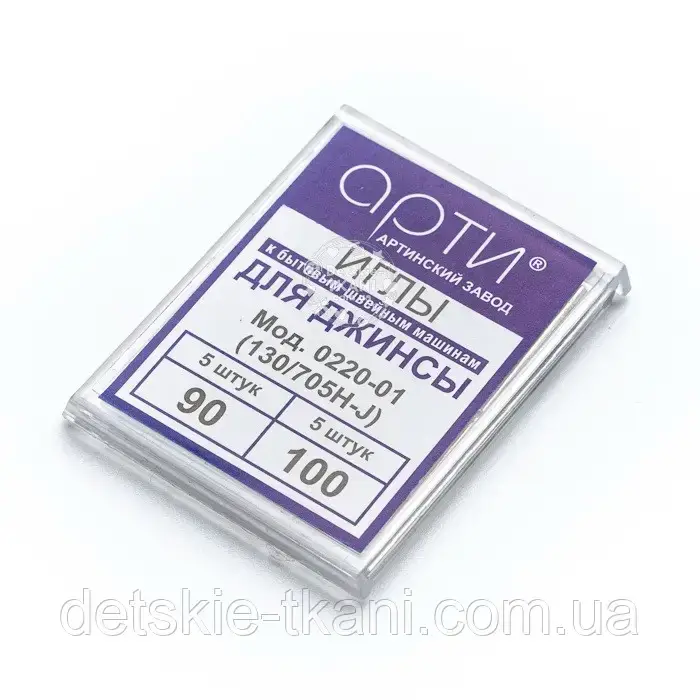 арти®
АРТИНСКИЙ ЗАВОД
ИГЛЫ
к бытовым швейным машинам
ДЛЯ ДЖИНСЫ
Мод. 0220-01
(130/705H-J)
5 штук
5 штук
90
100
detskie-tkani.com.ua